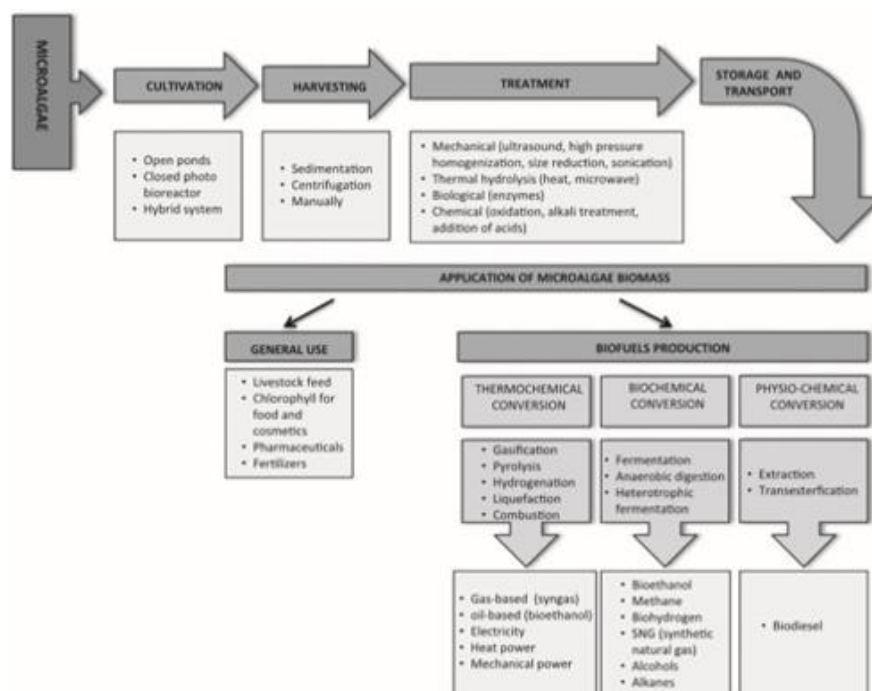 MICROALGAE
CULTIVATION
HARVESTING
TREATMENT
STORAGE AND
TRANSPORT
• Open ponds
• Closed photo
bioreactor
• Hybrid system
• Sedimentation
• Centrifugation
• Manually
• Mechanical (ultrasound, high pressure
homogenization, size reduction, sonication)
• Thermal hydrolysis (heat, microwave)
• Biological (enzymes)
• Chemical (oxidation, alkali treatment,
addition of acids)
APPLICATION OF MICROALGAE BIOMASS
GENERAL USE
• Livestock feed
• Chlorophyll for
food and
cosmetics
• Pharmaceuticals
• Fertilizers
BIOFUELS PRODUCTION
THERMOCHEMICAL
CONVERSION
• Gasification
• Pyrolysis
• Hydrogenation
• Liquefaction
• Combustion
• Gas-based (syngas)
• oil-based (bioethanol)
• Electricity
• Heat power
• Mechanical power
BIOCHEMICAL
CONVERSION
• Fermentation
• Anaerobic digestion
• Heterotrophic
fermentation
• Bioethanol
• Methane
• Biohydrogen
• SNG (synthetic
natural gas)
• Alcohols
• Alkanes
PHYSIO-CHEMICAL
CONVERSION
• Extraction
• Transesterfication
• Biodiesel